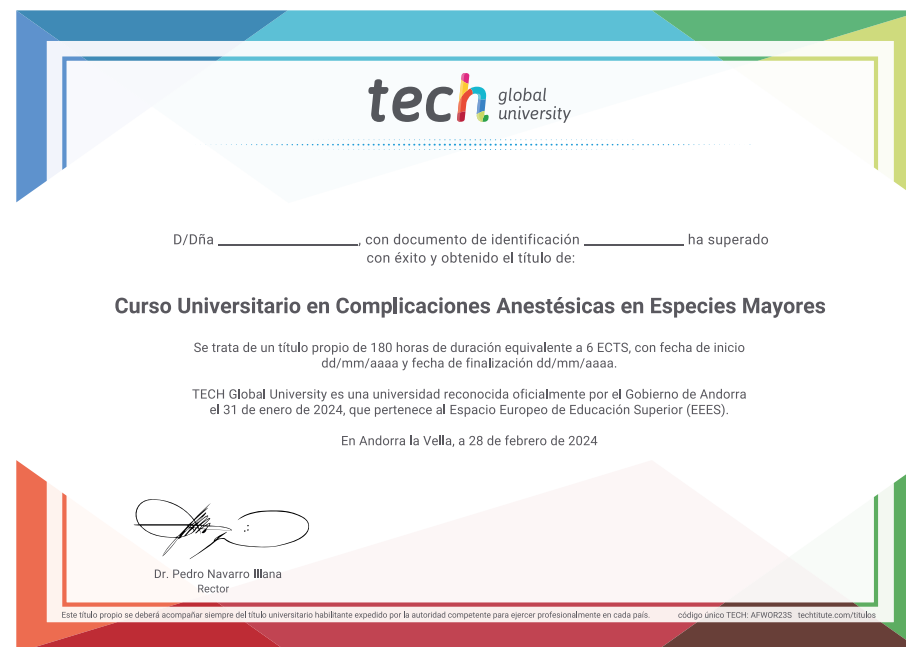 tech global university
D/Dña ____________________, con documento de identificación ______________ ha superado
con éxito y obtenido el título de:
Curso Universitario en Complicaciones Anestésicas en Especies Mayores
Se trata de un título propio de 180 horas de duración equivalente a 6 ECTS, con fecha de inicio
dd/mm/aaaa y fecha de finalización dd/mm/aaaa.
TECH Global University es una universidad reconocida oficialmente por el Gobierno de Andorra
el 31 de enero de 2024, que pertenece al Espacio Europeo de Educación Superior (EEES).
En Andorra la Vella, a 28 de febrero de 2024
Dr. Pedro Navarro Illana
Rector
Este título propio se deberá acompañar siempre del título universitario habilitante expedido por la autoridad competente para ejercer profesionalmente en cada país. código único TECH: AFWOR23S techtitute.com/titulos